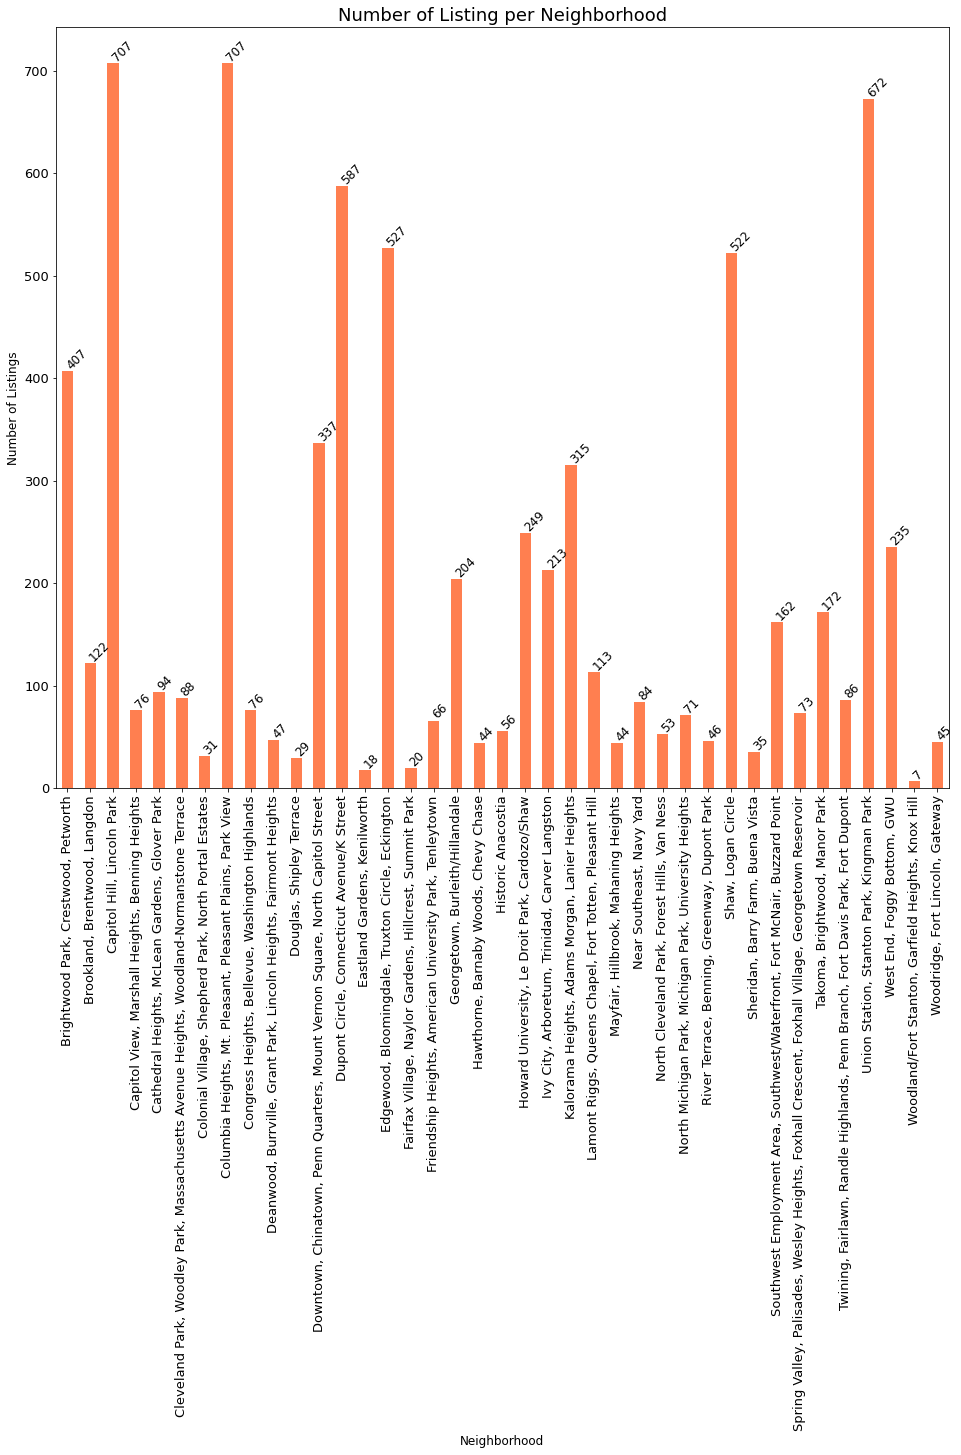 Number of Listing per Neighborhood
Number of Listings
700
600
500
400
300
200
100
0
407
122
707
76
94
88
31
707
76
47
29
337
587
18
527
20
66
204
44
56
249
213
315
113
44
84
53
71
46
522
35
162
73
172
86
672
235
7
45
Brightwood Park, Crestwood, Petworth
Brookland, Brentwood, Langdon
Capitol Hill, Lincoln Park
Capitol View, Marshall Heights, Benning Heights
Cathedral Heights, McLean Gardens, Glover Park
Cleveland Park, Woodley Park, Massachusetts Avenue Heights, Woodland-Normanstone Terrace
Colonial Village, Shepherd Park, North Portal Estates
Columbia Heights, Mt. Pleasant, Pleasant Plains, Park View
Congress Heights, Bellevue, Washington Highlands
Deanwood, Burrville, Grant Park, Lincoln Heights, Fairmont Heights
Douglas, Shipley Terrace
Downtown, Chinatown, Penn Quarters, Mount Vernon Square, North Capitol Street
Dupont Circle, Connecticut Avenue/K Street
Eastland Gardens, Kenilworth
Edgewood, Bloomingdale, Truxton Circle, Eckington
Fairfax Village, Naylor Gardens, Hillcrest, Summit Park
Friendship Heights, American University Park, Tenleytown
Georgetown, Burleith/Hillandale
Hawthorne, Barnaby Woods, Chevy Chase
Historic Anacostia
Howard University, Le Droit Park, Cardozo/Shaw
Ivy City, Arboretum, Trinidad, Carver Langston
Kalorama Heights, Adams Morgan, Lanier Heights
Lamont Riggs, Queens Chapel, Fort Totten, Pleasant Hill
Mayfair, Hillbrook, Mahaning Heights
Near Southeast, Navy Yard
North Cleveland Park, Forest Hills, Van Ness
North Michigan Park, Michigan Park, University Heights
River Terrace, Benning, Greenway, Dupont Park
Shaw, Logan Circle
Sheridan, Barry Farm, Buena Vista
Southwest Employment Area, Southwest/Waterfront, Fort McNair, Buzzard Point
Spring Valley, Palisades, Wesley Heights, Foxhall Crescent, Foxhall Village, Georgetown Reservoir
Takoma, Brightwood, Manor Park
Twining, Fairlawn, Randle Highlands, Penn Branch, Fort Davis Park, Fort Dupont
Union Station, Stanton Park, Kingman Park
West End, Foggy Bottom, GWU
Woodland/Fort Stanton, Garfield Heights, Knox Hill
Woodridge, Fort Lincoln, Gateway
Neighborhood